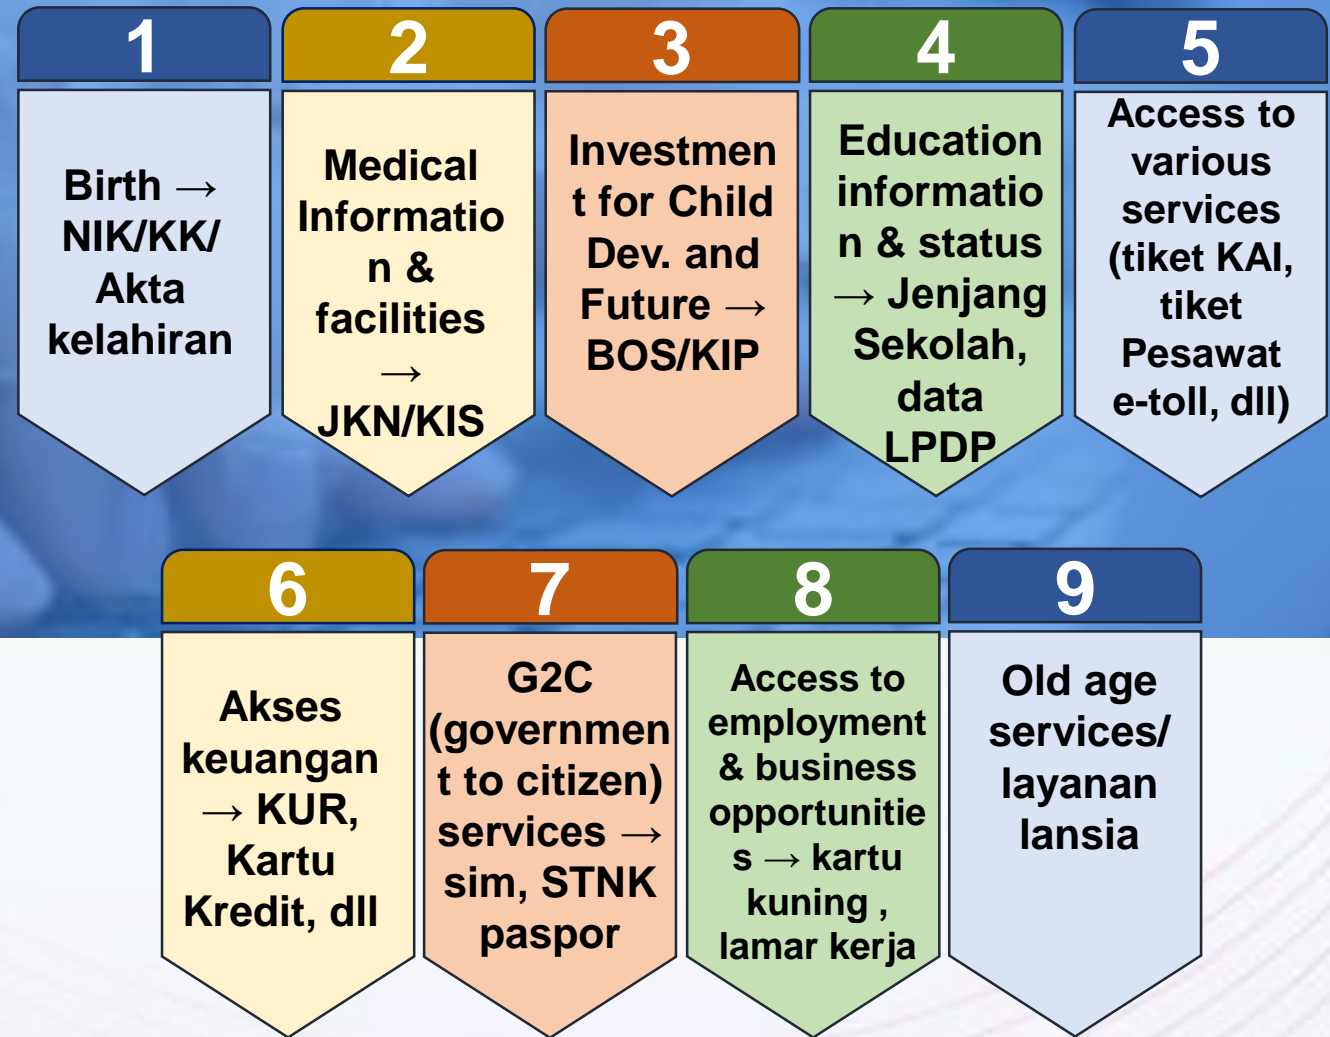 1
Birth →
NIK/KK/
Akta
kelahiran
2
Medical
Informatio
n &
facilities
→
JKN/KIS
3
Investmen
t for Child
Dev. and
Future →
BOS/KIP
4
Education
informatio
n & status
→ Jenjang
Sekolah,
data
LPDP
5
Access to
various
services
(tiket KAI,
tiket
Pesawat
e-toll, dll)
6
Akses
keuangan
→ KUR,
Kartu
Kredit, dll
7
G2C
(governmen
t to citizen)
services →
sim, STNK
paspor
8
Access to
employment
& business
opportunitie
s → kartu
kuning ,
lamar kerja
9
Old age
services/
layanan
lansia